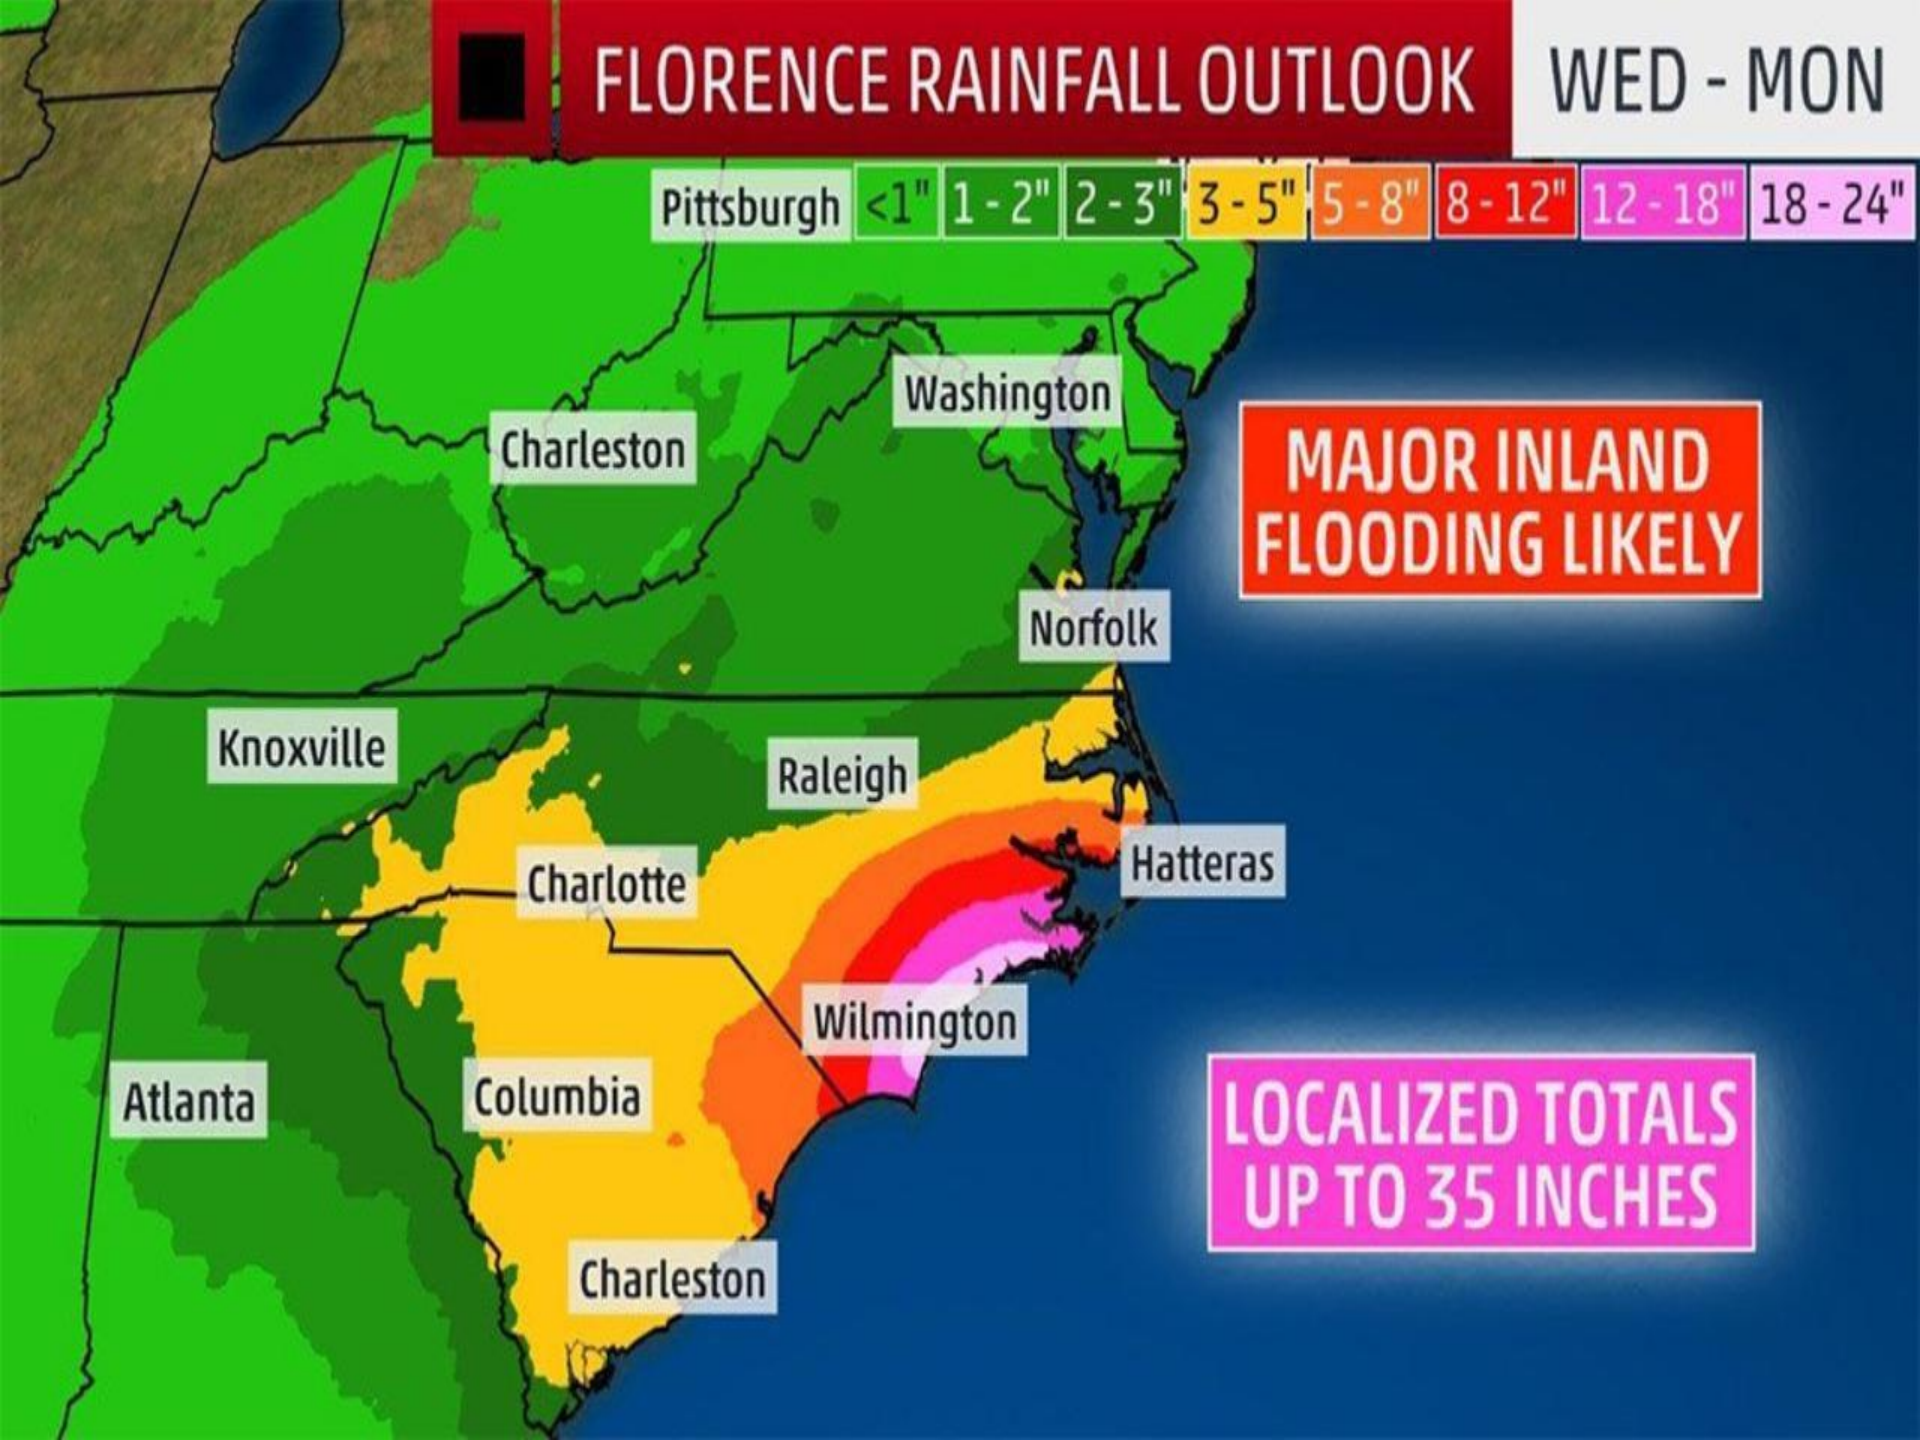 FLORENCE RAINFALL OUTLOOK WED - MON
Pittsburgh <1" 1 - 2" 2 - 3" 3 - 5" 5 - 8" 8 - 12" 12 - 18" 18 - 24"
Washington
Charleston
MAJOR INLAND
FLOODING LIKELY
Norfolk
Knoxville
Raleigh
Charlotte
Hatteras
Wilmington
Atlanta
Columbia
LOCALIZED TOTALS
UP TO 35 INCHES
Charleston